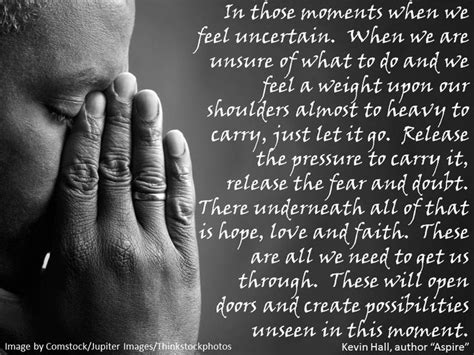 In those moments when we
feel uncertain. When we are
unsure of what to do and we
feel a weight upon our
shoulders almost to heavy to
carry, just let it go. Release
the pressure to carry it,
release the fear and doubt.
There underneath all of that
is hope, love and faith. These
are all we need to get us
through. These will open
doors and create possibilities
unseen in this moment.
Image by Comstock/Jupiter Images/Thinkstockphotos
Kevin Hall, author “Aspire”